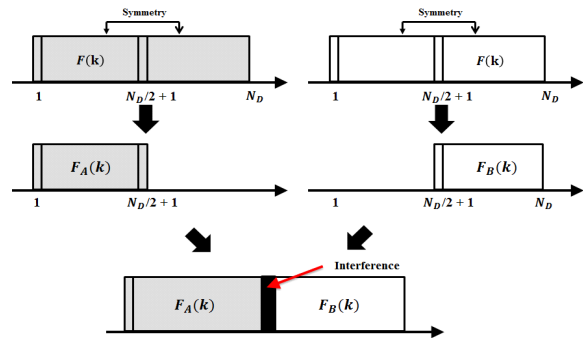 Symmetry
Symmetry
F(k)
F(k)
1
N_D/2 + 1
N_D
1
N_D/2 + 1
N_D
F_A(k)
F_B(k)
1
N_D/2 + 1
N_D/2 + 1
N_D
Interference
F_A(k)
F_B(k)